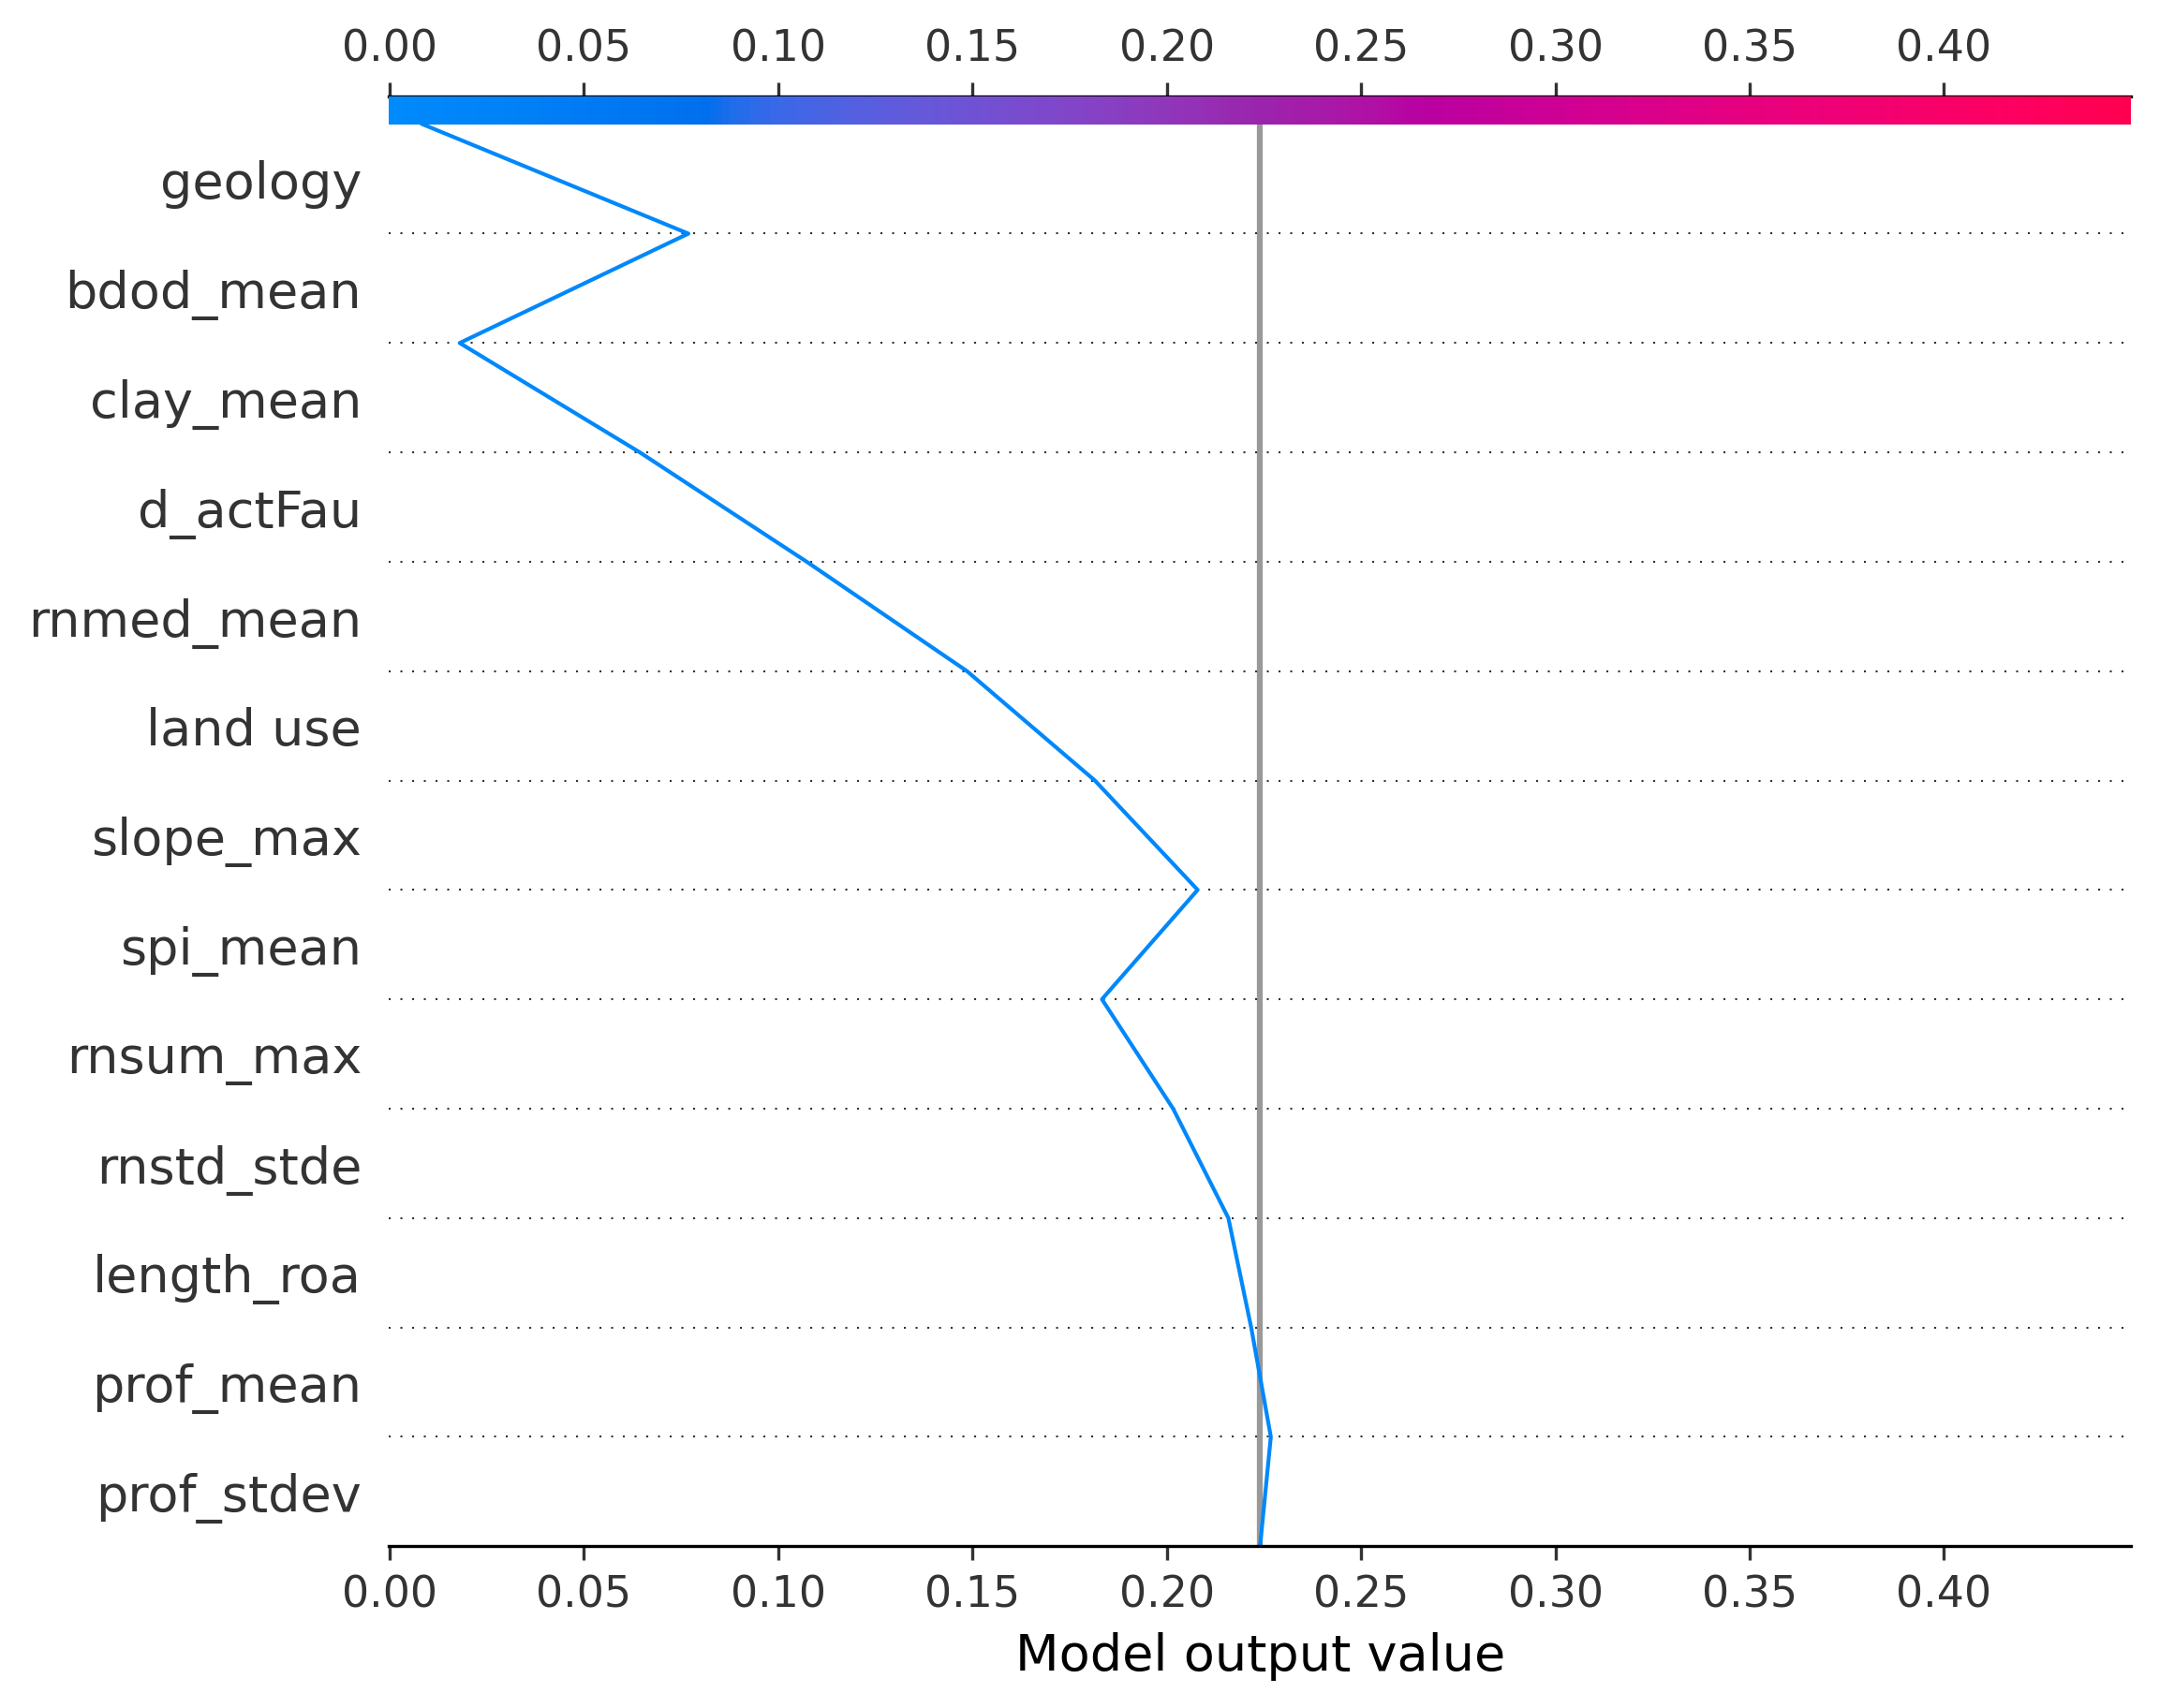 0.00 0.05 0.10 0.15 0.20 0.25 0.30 0.35 0.40
geology
bdod_mean
clay_mean
d_actFau
rnmed_mean
land use
slope_max
spi_mean
rnsum_max
rnstd_stde
length_roa
prof_mean
prof_stdev
0.00 0.05 0.10 0.15 0.20 0.25 0.30 0.35 0.40
Model output value